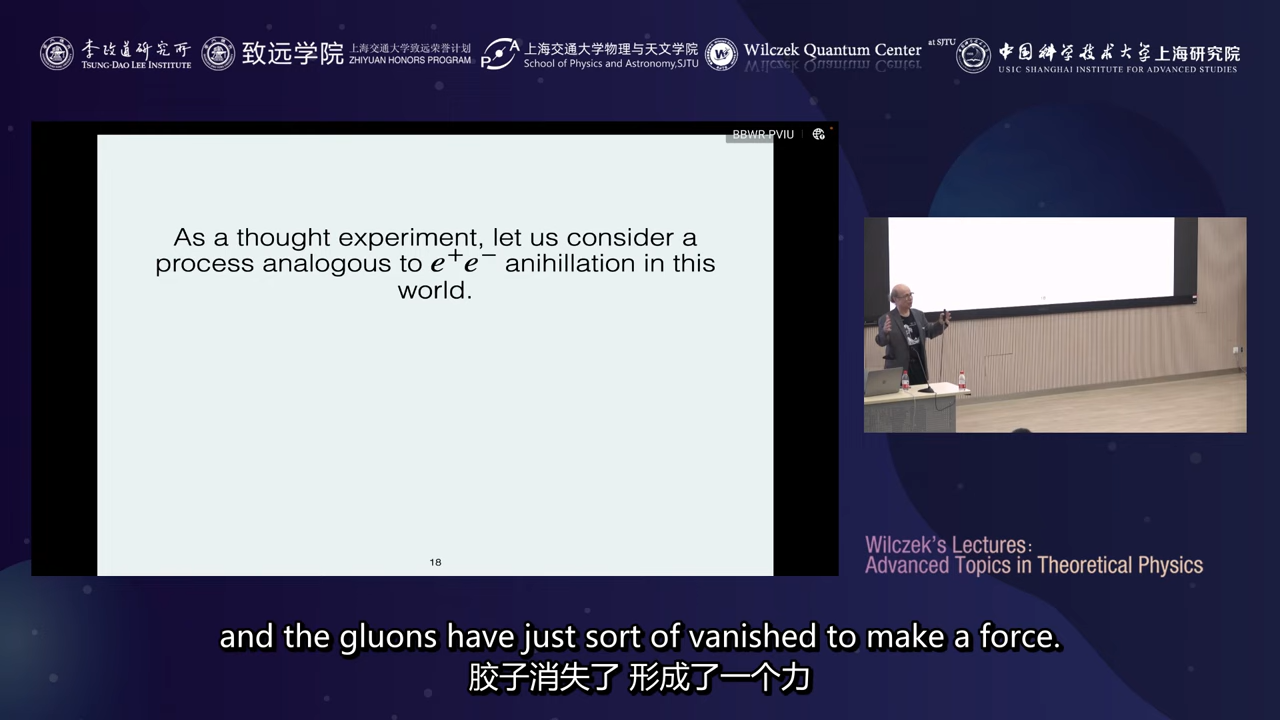 李政道研究所
TSUNG-DAO LEE INSTITUTE
致远学院
上海交通大学致远荣誉计划
ZHIYUAN HONORS PROGRAM
上海交通大学物理与天文学院
School of Physics and Astronomy,SJTU
Wilczek Quantum Center
at SJTU
中国科学技术大学上海研究院
USIC SHANGHAI INSTITUTE FOR ADVANCED STUDIES
BBWR PVIU
As a thought experiment, let us consider a
process analogous to e⁺e⁻ anihillation in this
world.
18
Wilczek's Lectures:
Advanced Topics in Theoretical Physics
and the gluons have just sort of vanished to make a force.
胶子消失了 形成了一个力